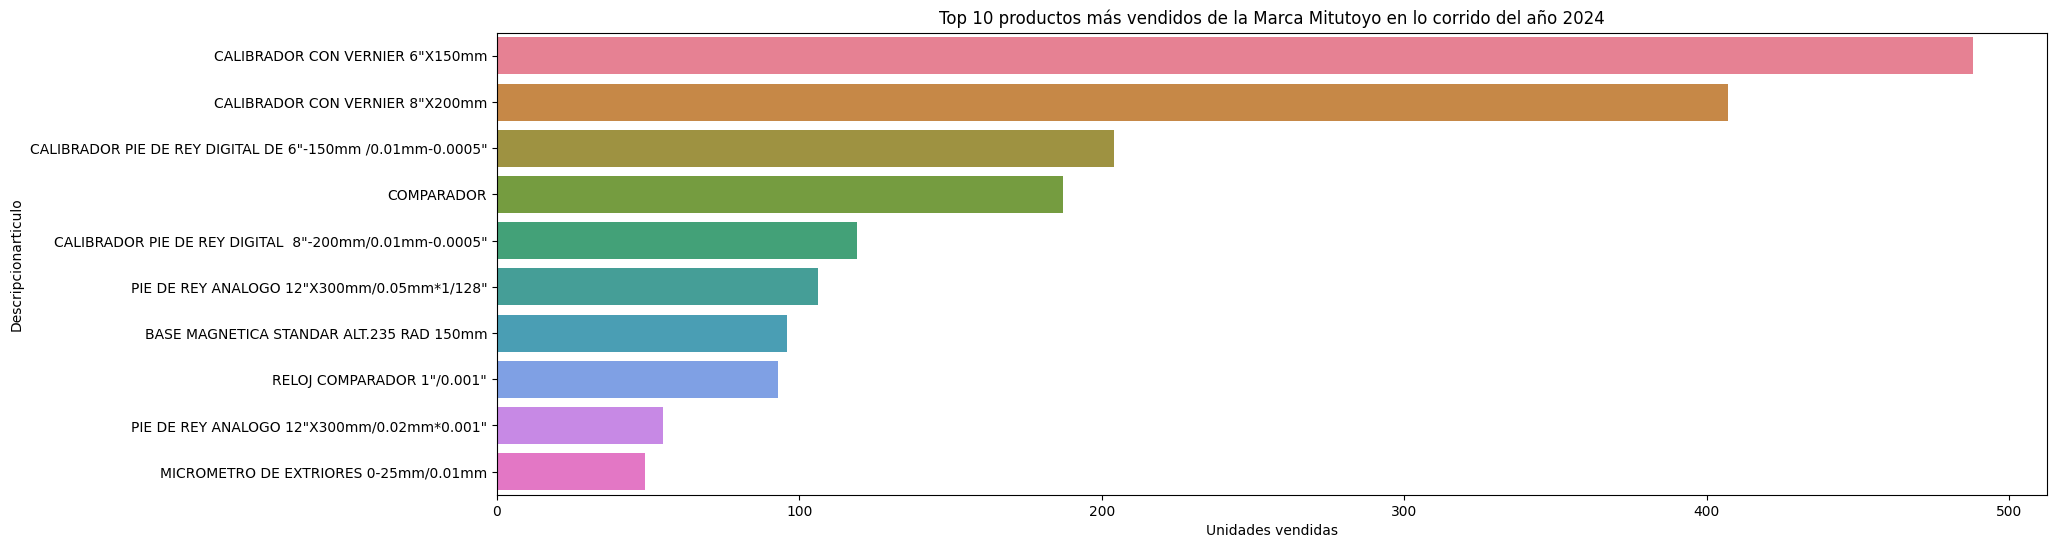 Top 10 productos más vendidos de la Marca Mitutoyo en lo corrido del año 2024
Descripcionarticulo
CALIBRADOR CON VERNIER 6"X150mm
CALIBRADOR CON VERNIER 8"X200mm
CALIBRADOR PIE DE REY DIGITAL DE 6"-150mm /0.01mm-0.0005"
COMPARADOR
CALIBRADOR PIE DE REY DIGITAL  8"-200mm/0.01mm-0.0005"
PIE DE REY ANALOGO 12"X300mm/0.05mm*1/128"
BASE MAGNETICA STANDAR ALT.235 RAD 150mm
RELOJ COMPARADOR 1"/0.001"
PIE DE REY ANALOGO 12"X300mm/0.02mm*0.001"
MICROMETRO DE EXTRIORES 0-25mm/0.01mm
0 100 200 300 400 500
Unidades vendidas